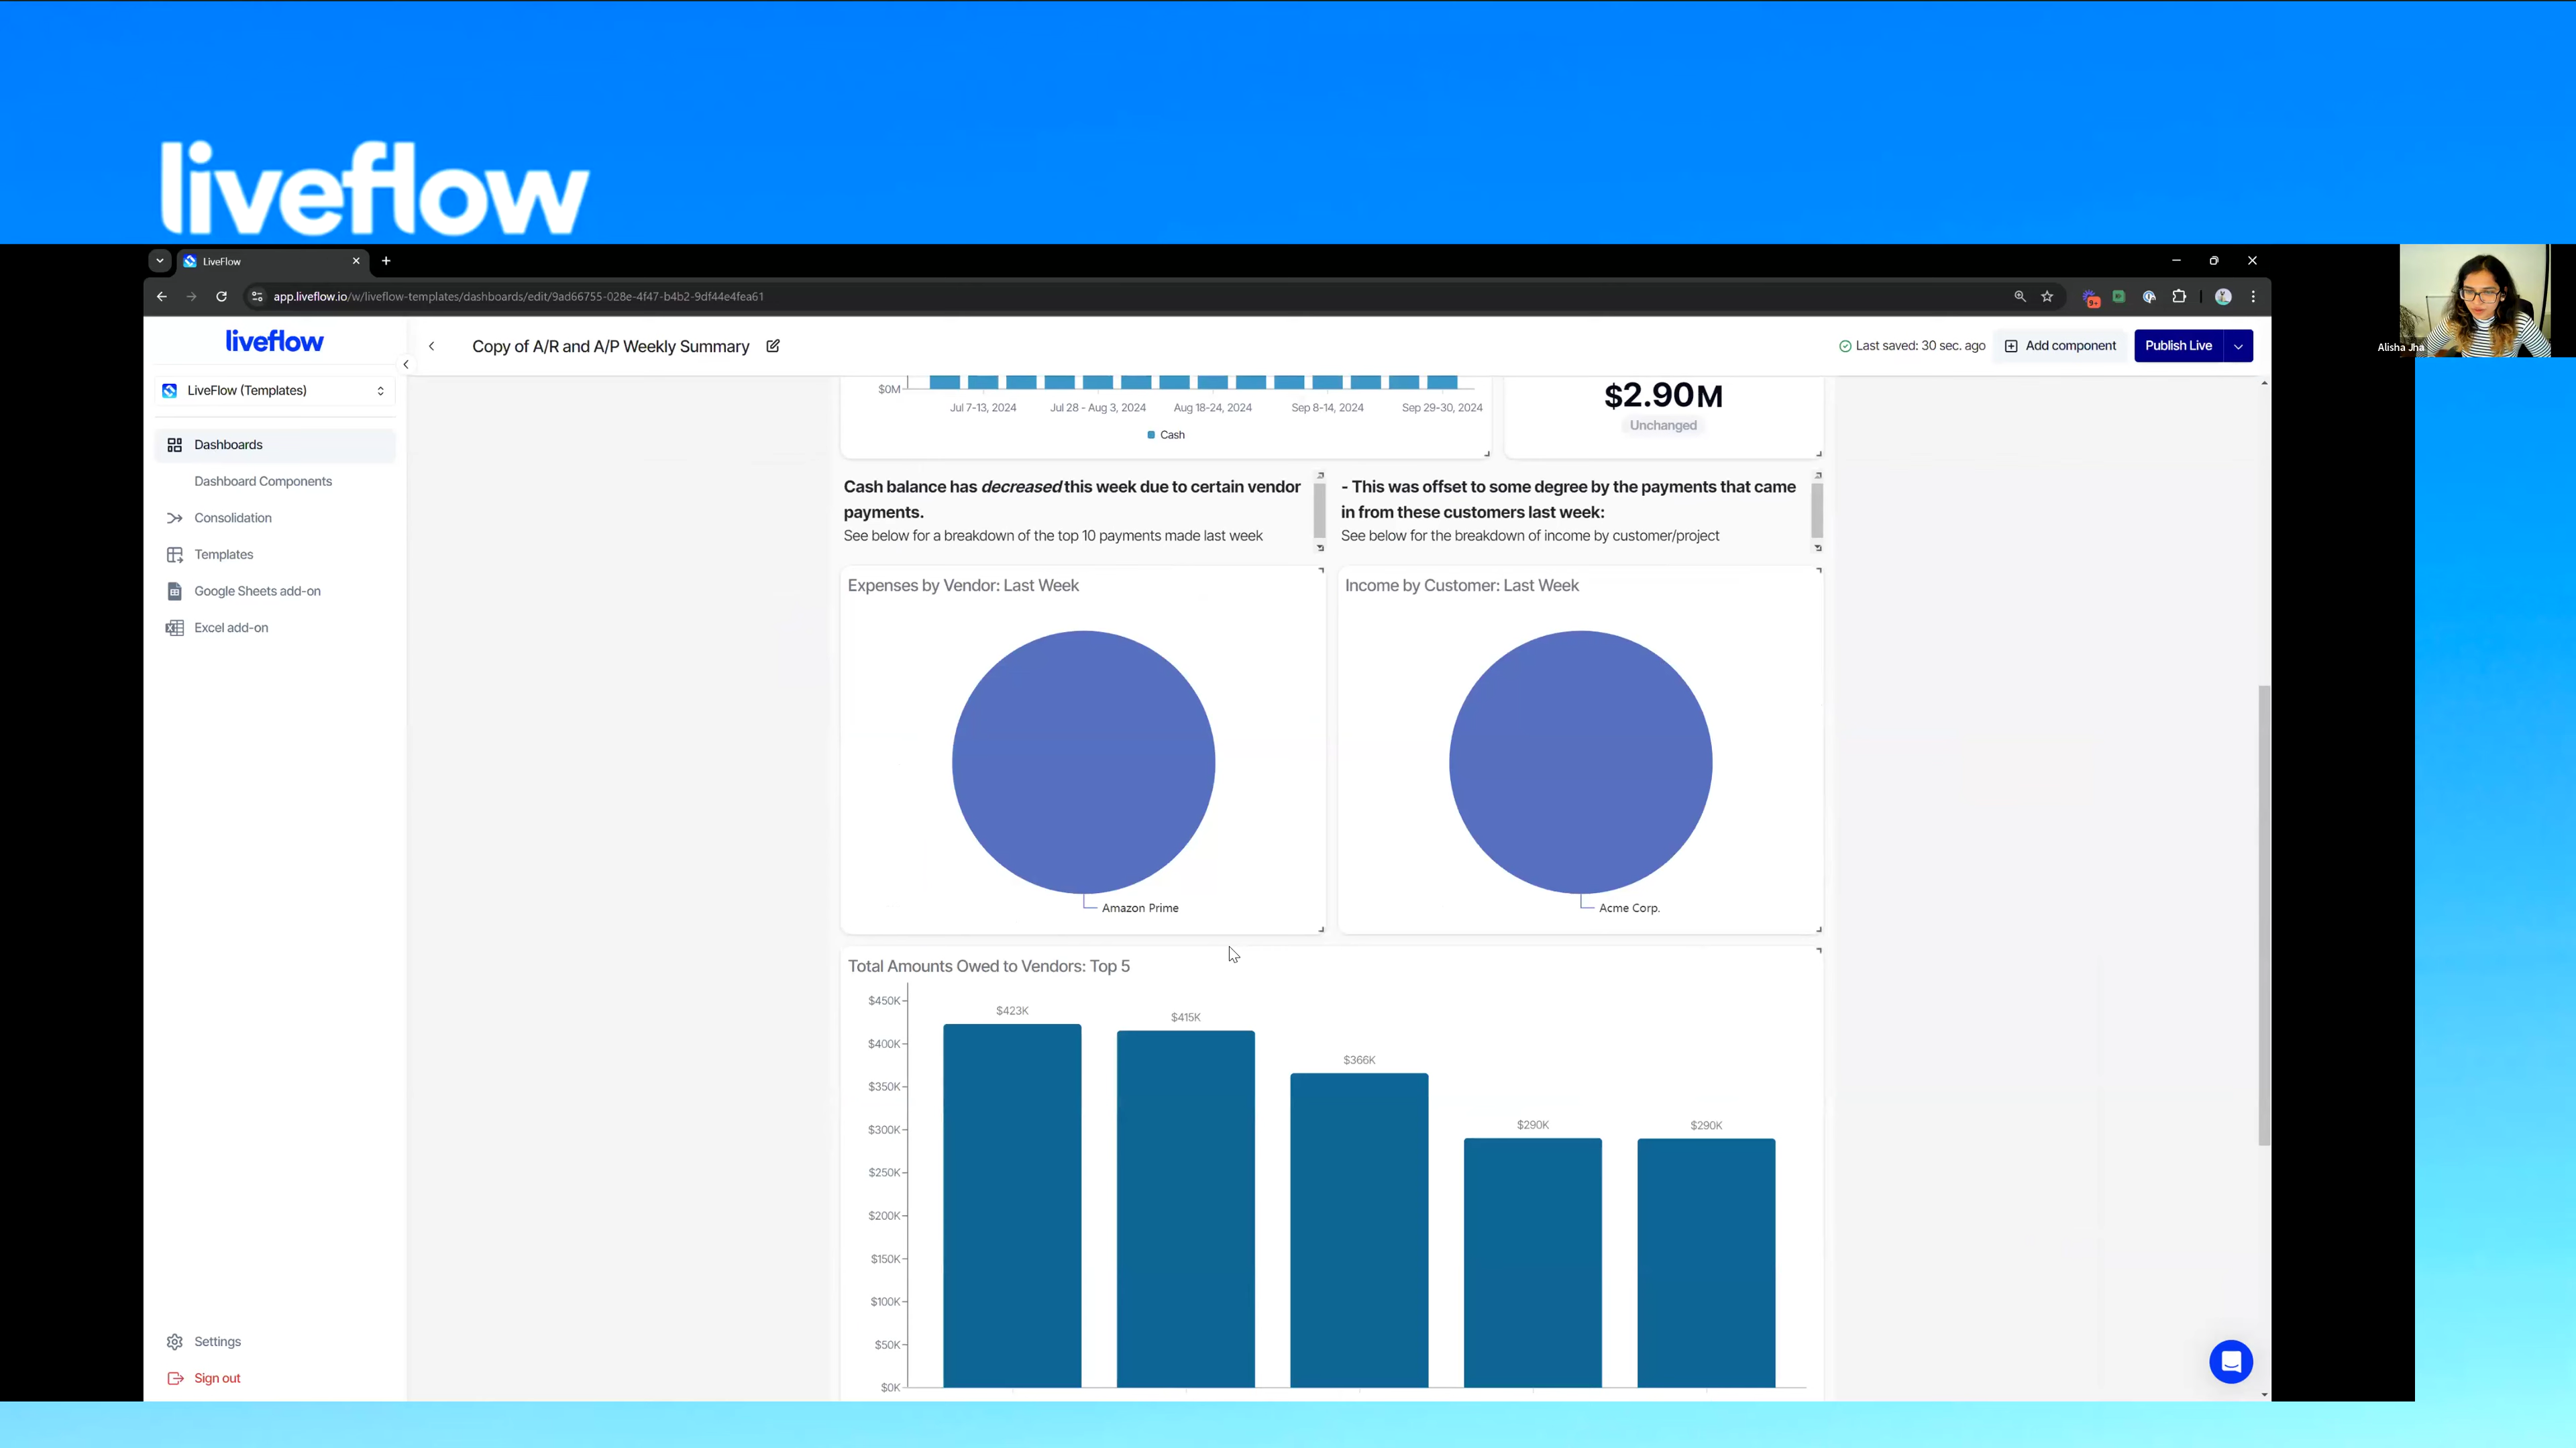 liveflow
LiveFlow
app.liveflow.io/w/liveflow-templates/dashboards/edit/9ad66755-028e-4f47-b4b2-9df44e4fea61
9+
Alisha Jha
liveflow
Copy of A/R and A/P Weekly Summary
Last saved: 30 sec. ago
Add component
Publish Live
LiveFlow (Templates)
Dashboards
Dashboard Components
Consolidation
Templates
Google Sheets add-on
Excel add-on
Settings
Sign out
$0M
Jul 7-13, 2024
Jul 28 - Aug 3, 2024
Aug 18-24, 2024
Sep 8-14, 2024
Sep 29-30, 2024
Cash
$2.90M
Unchanged
Cash balance has decreased this week due to certain vendor
payments.
See below for a breakdown of the top 10 payments made last week
- This was offset to some degree by the payments that came
in from these customers last week:
See below for the breakdown of income by customer/project
Expenses by Vendor: Last Week
Amazon Prime
Income by Customer: Last Week
Acme Corp.
Total Amounts Owed to Vendors: Top 5
$450K
$400K
$350K
$300K
$250K
$200K
$150K
$100K
$50K
$0K
$423K
$415K
$366K
$290K
$290K